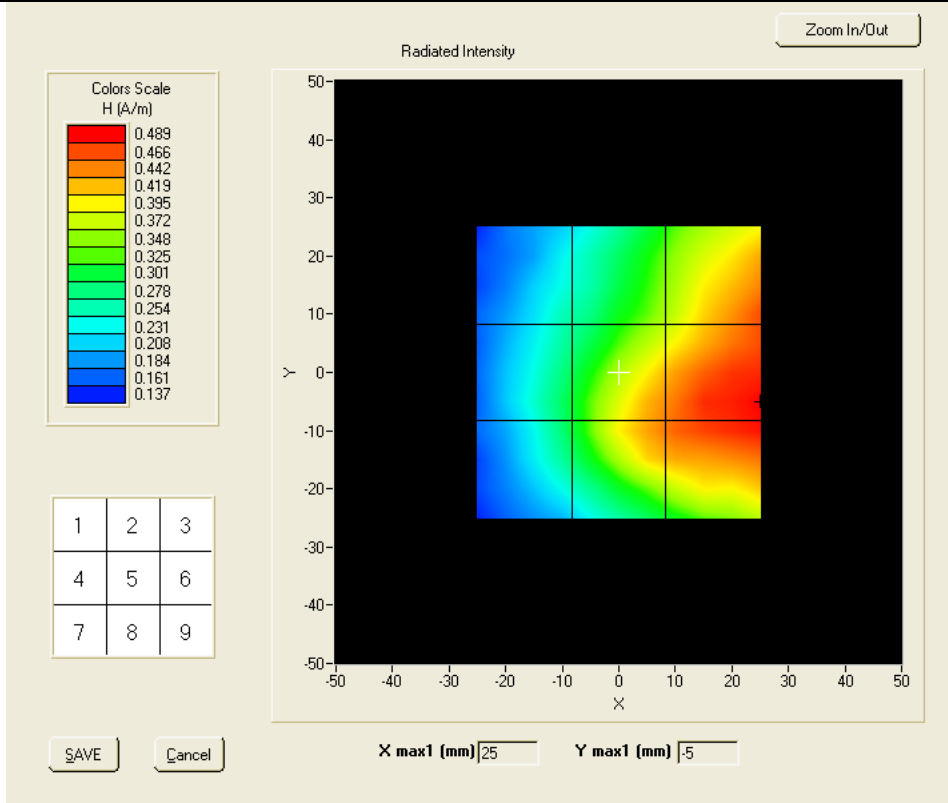 Zoom In/Out
Radiated Intensity
Colors Scale
H (A/m)
0.489
0.466
0.442
0.419
0.395
0.372
0.348
0.325
0.301
0.278
0.254
0.231
0.208
0.184
0.161
0.137
50
40
30
20
10
Y 0
-10
-20
-30
-40
-50
-50 -40 -30 -20 -10 0 10 20 30 40 50
X
1 2 3
4 5 6
7 8 9
SAVE Cancel X max1 (mm) 25 Y max1 (mm) -5